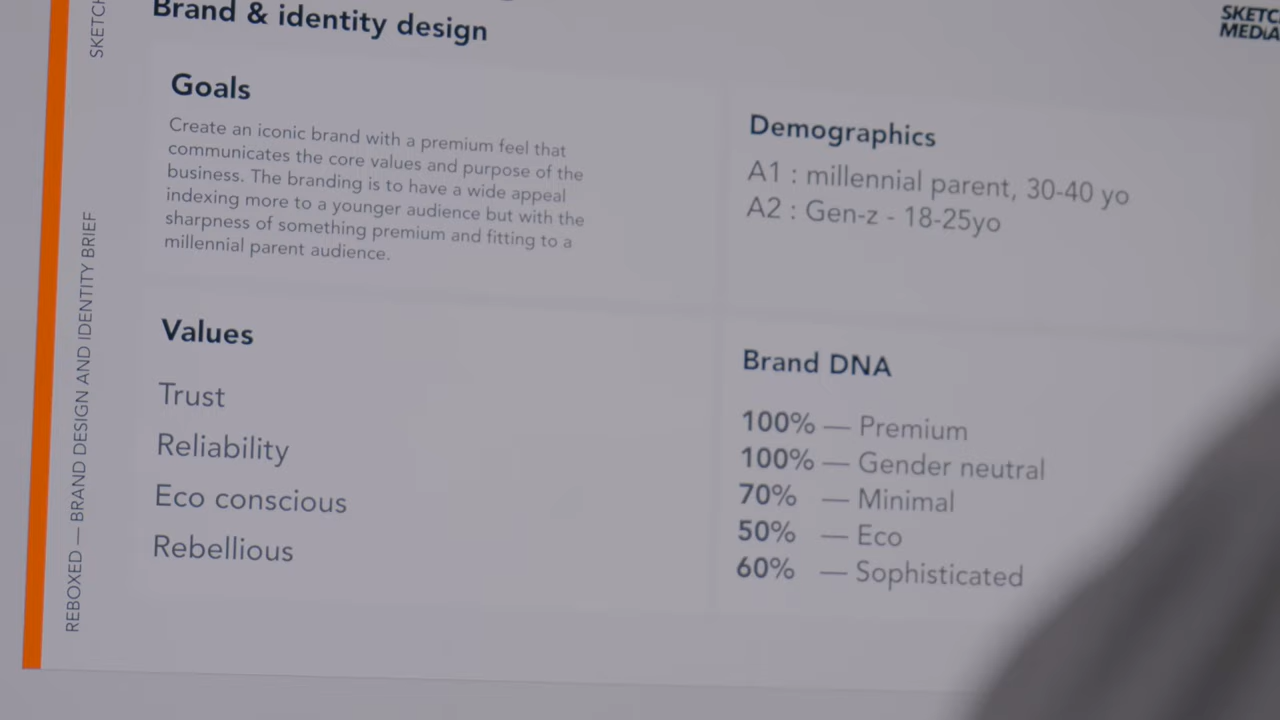 Brand & identity design
Goals
Create an iconic brand with a premium feel that
communicates the core values and purpose of the
business. The branding is to have a wide appeal
indexing more to a younger audience but with the
sharpness of something premium and fitting to a
millennial parent audience.
Demographics
A1 : millennial parent, 30-40 yo
A2 : Gen-z - 18-25yo
Values
Trust
Reliability
Eco conscious
Rebellious
Brand DNA
100% — Premium
100% — Gender neutral
70% — Minimal
50% — Eco
60% — Sophisticated
REBOXED — BRAND DESIGN AND IDENTITY BRIEF